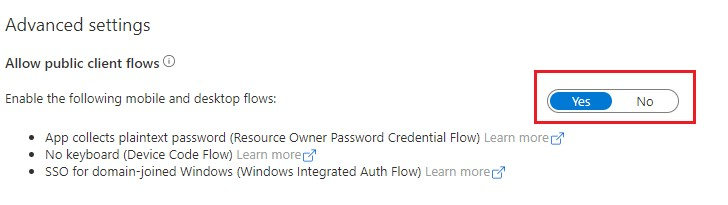 Advanced settings
Allow public client flows
Enable the following mobile and desktop flows:
Yes No
App collects plaintext password (Resource Owner Password Credential Flow) Learn more
No keyboard (Device Code Flow) Learn more
SSO for domain-joined Windows (Windows Integrated Auth Flow) Learn more